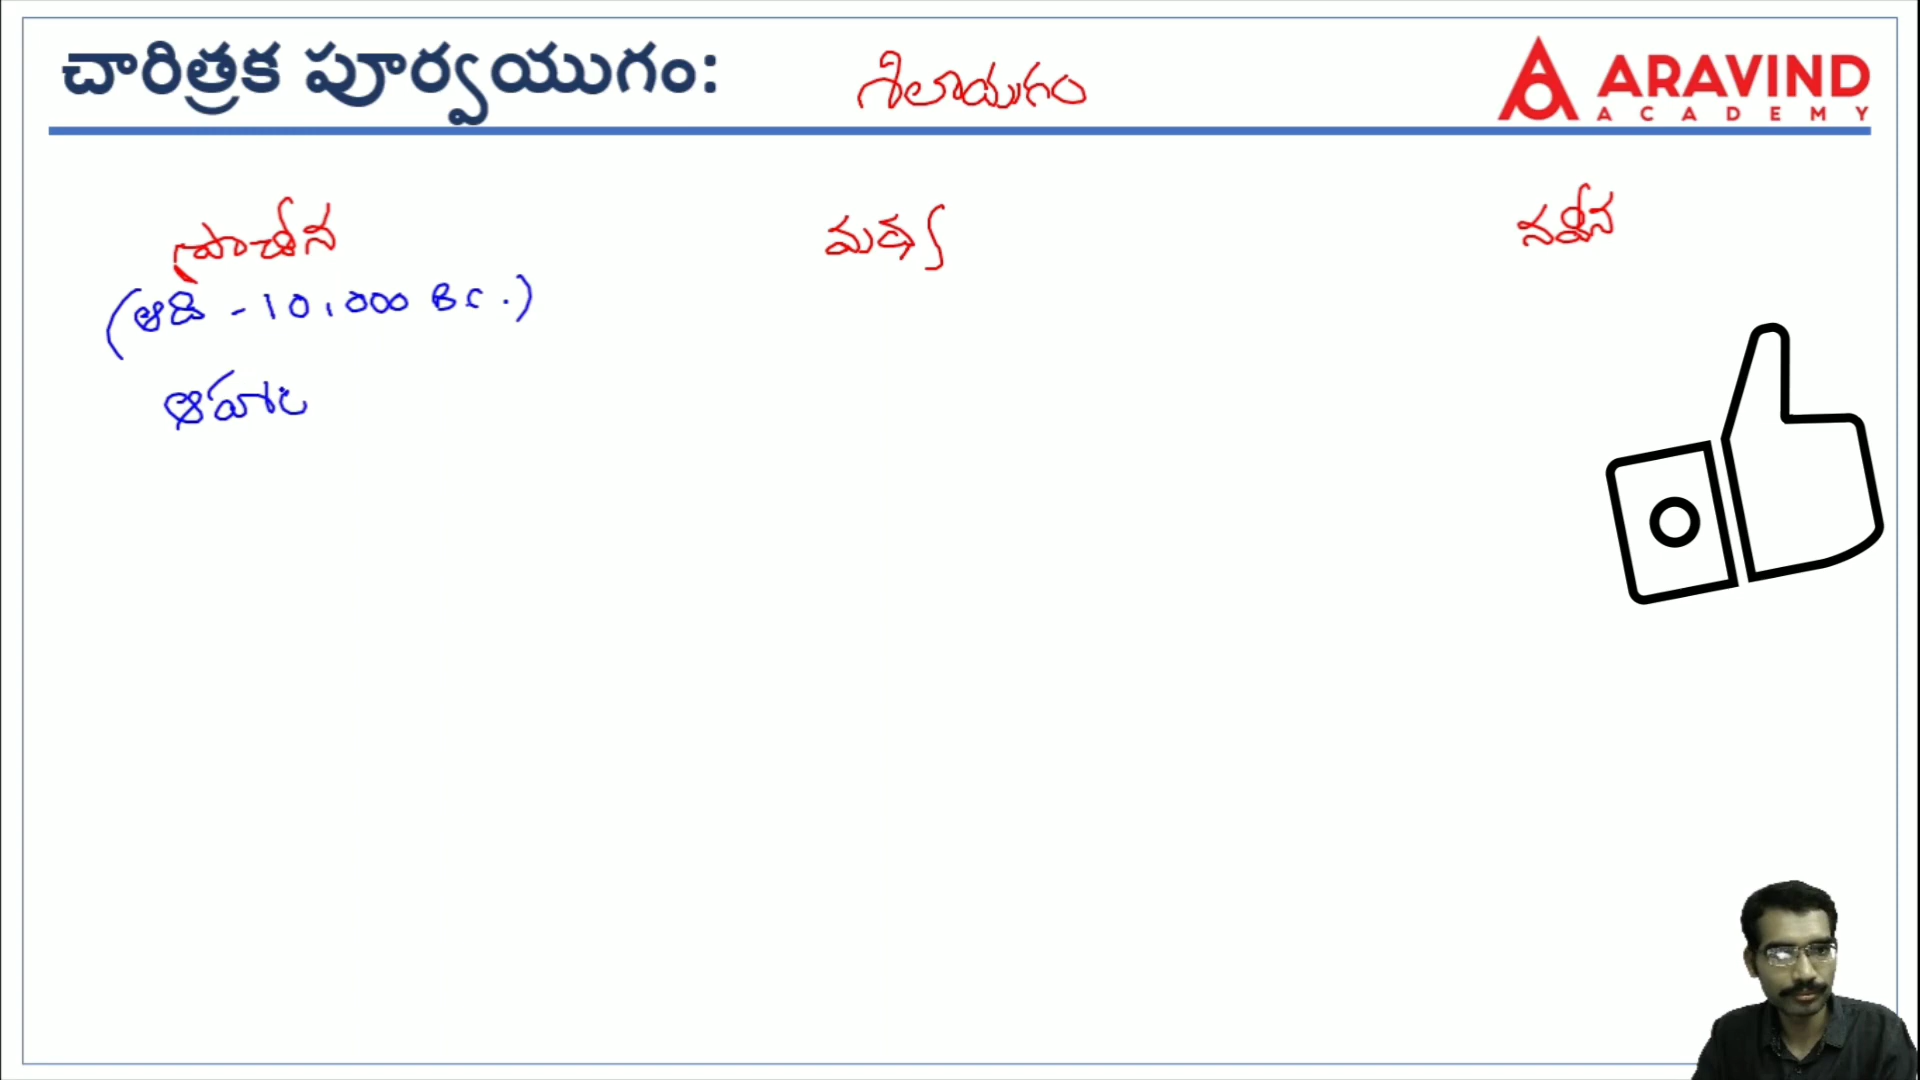 చారిత్రక పూర్వయుగం: శిలాయుగం
ARAVIND
ACADEMY
ప్రాచీన మధ్య నవీన
(ఆది - 10,000 BC.)
ఆహార